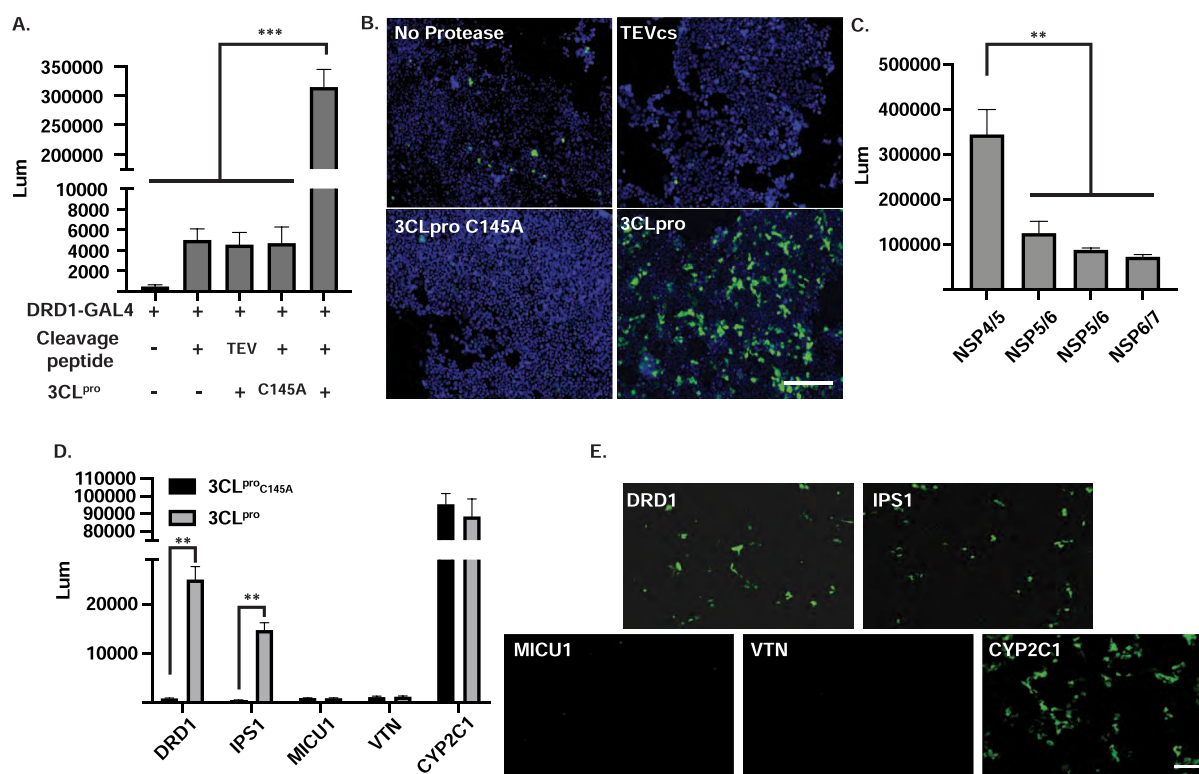 A.
***
350000
300000
250000
200000
Lum
10000
8000
6000
4000
2000
DRD1-GAL4 + + + + +
Cleavage peptide - + TEV + +
3CLpro - - + C145A +
B.
No Protease
TEVcs
3CLpro C145A
3CLpro
C.
**
500000
400000
300000
200000
100000
Lum
NSP4/5
NSP5/6
NSP5/6
NSP6/7
D.
110000
100000
90000
80000
20000
10000
Lum
3CLproC145A
3CLpro
**
**
DRD1
IPS1
MICU1
VTN
CYP2C1
E.
DRD1
IPS1
MICU1
VTN
CYP2C1